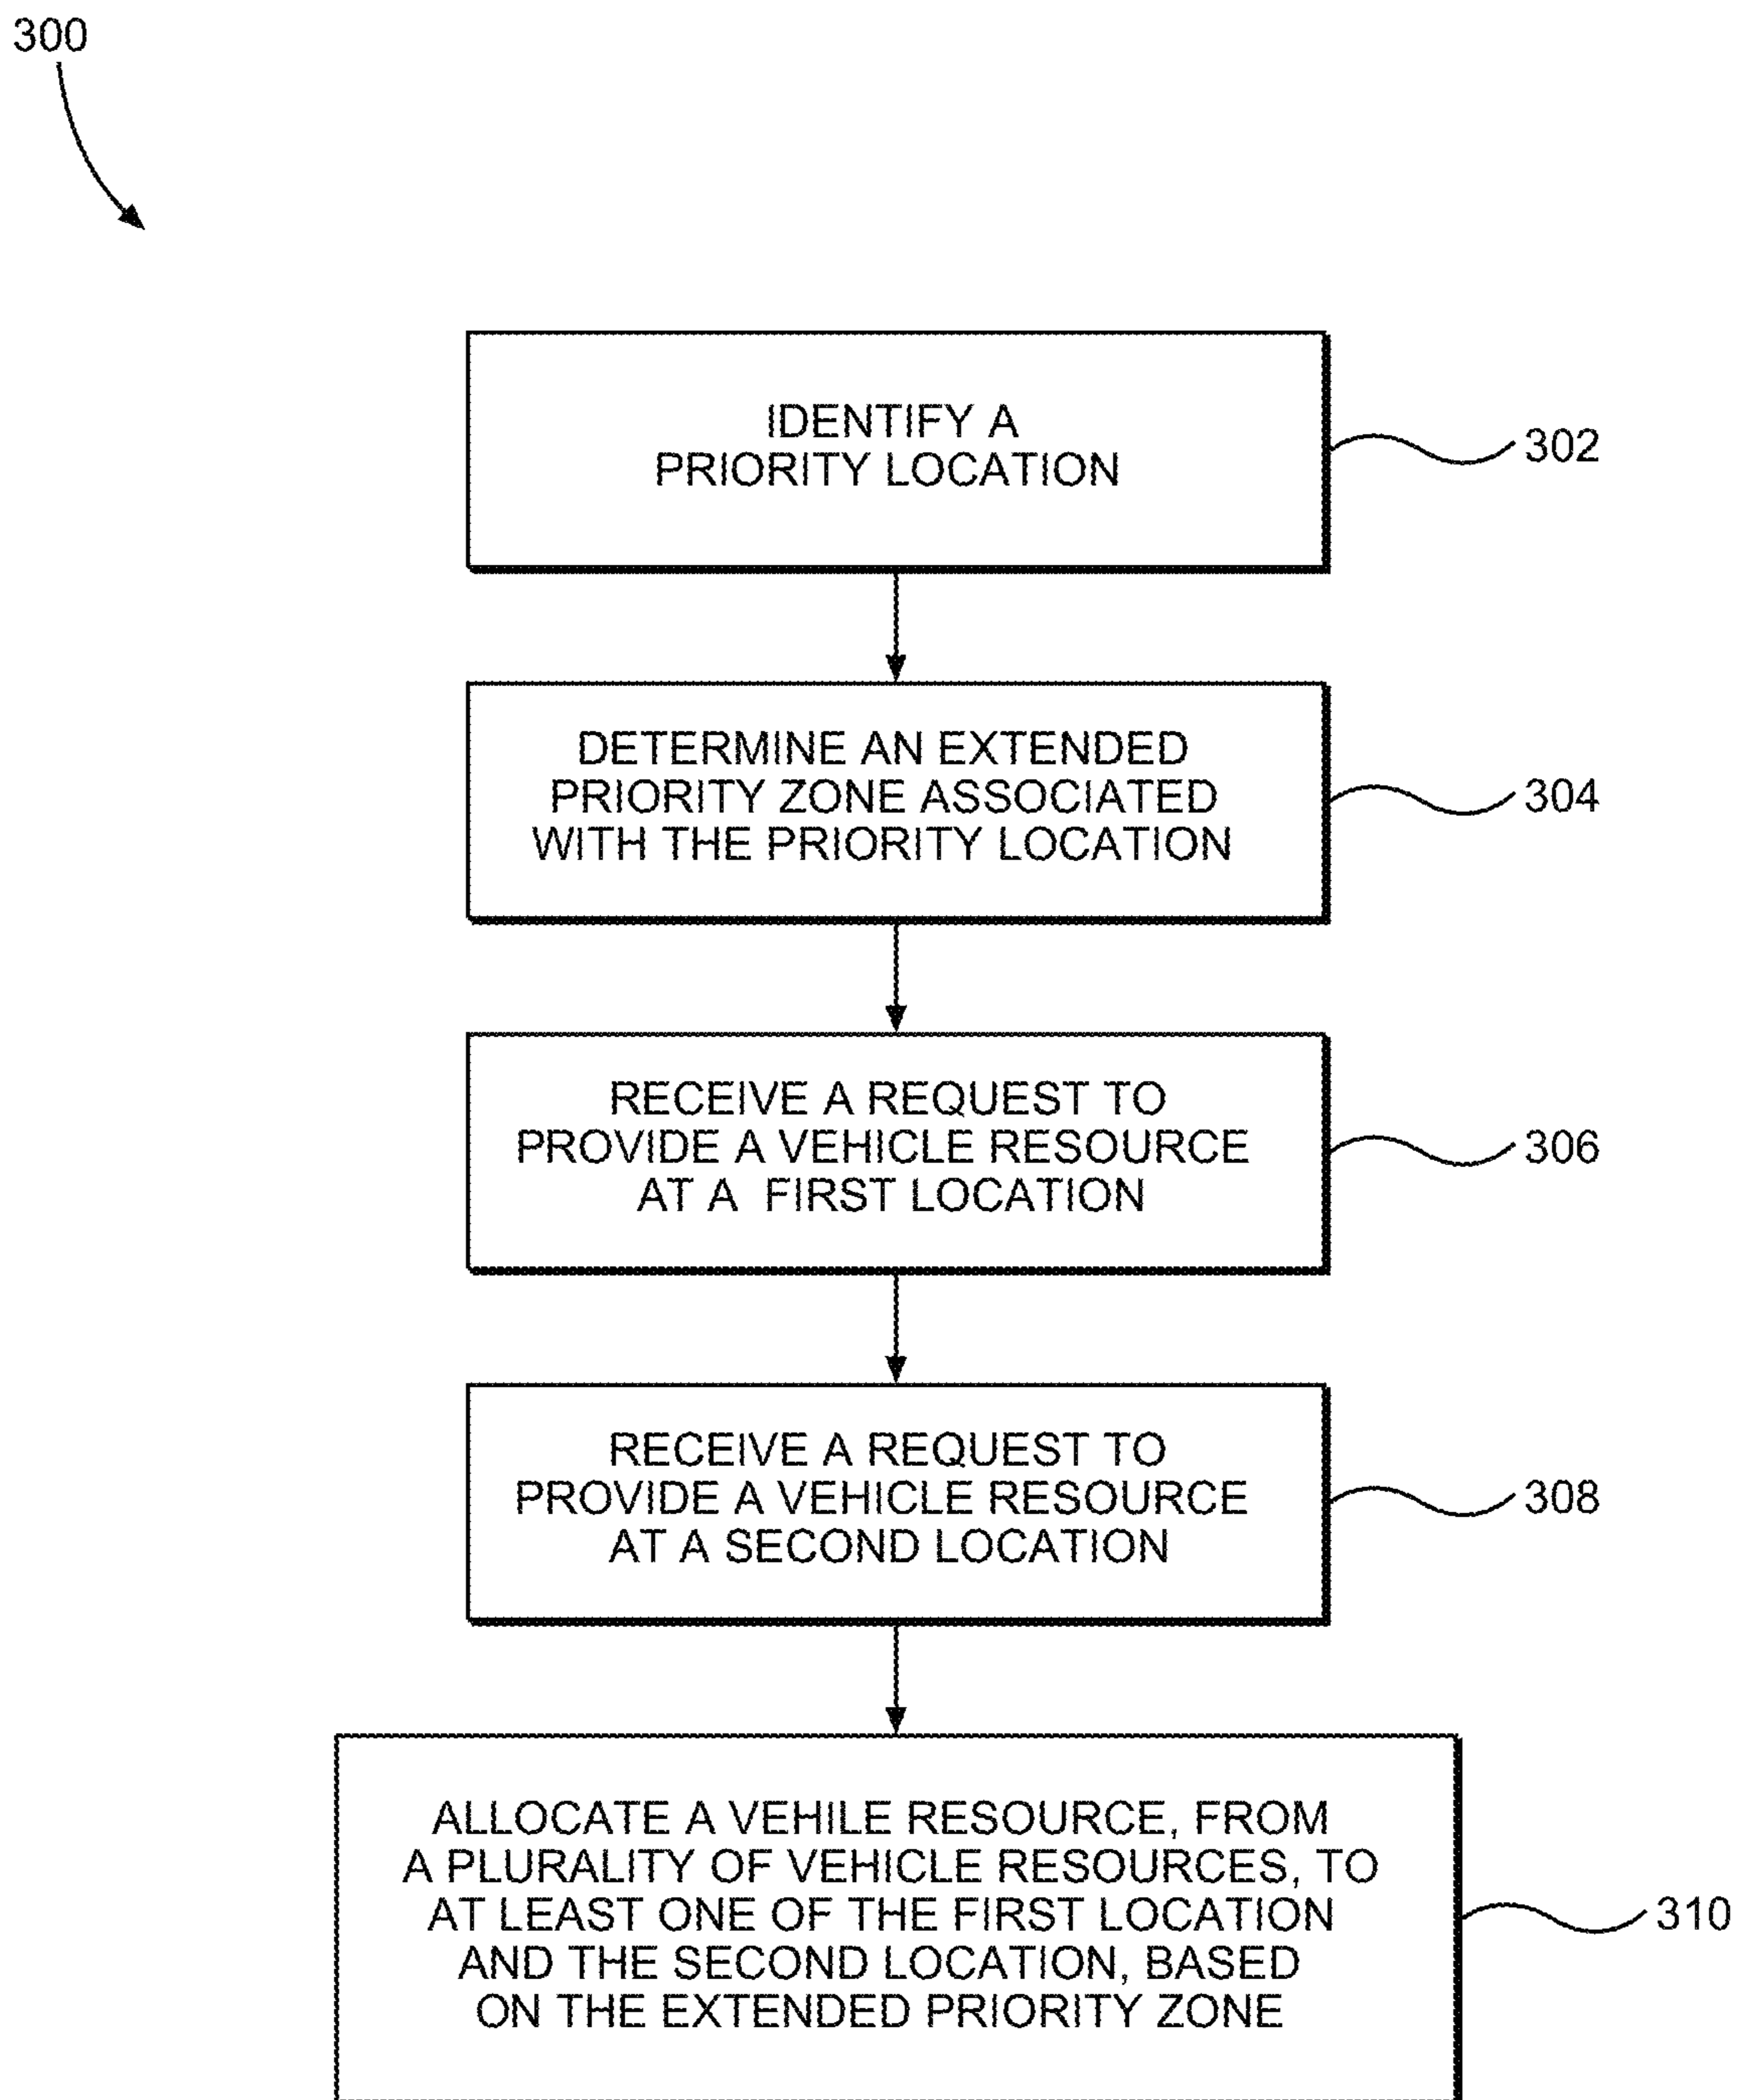 300
IDENTIFY A
PRIORITY LOCATION
302
DETERMINE AN EXTENDED
PRIORITY ZONE ASSOCIATED
WITH THE PRIORITY LOCATION
304
RECEIVE A REQUEST TO
PROVIDE A VEHICLE RESOURCE
AT A FIRST LOCATION
306
RECEIVE A REQUEST TO
PROVIDE A VEHICLE RESOURCE
AT A SECOND LOCATION
308
ALLOCATE A VEHILE RESOURCE, FROM
A PLURALITY OF VEHICLE RESOURCES, TO
AT LEAST ONE OF THE FIRST LOCATION
AND THE SECOND LOCATION, BASED
ON THE EXTENDED PRIORITY ZONE
310